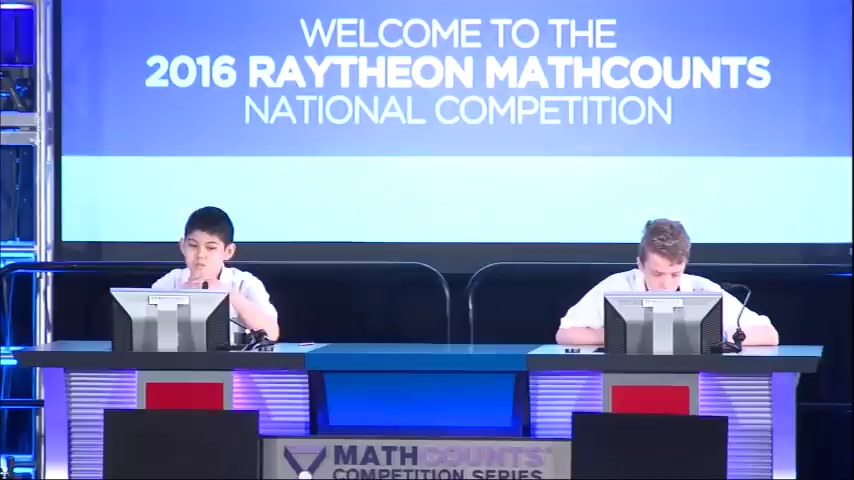 WELCOME TO THE
2016 RAYTHEON MATHCOUNTS
NATIONAL COMPETITION
MATHCOUNTS
COMPETITION SERIES